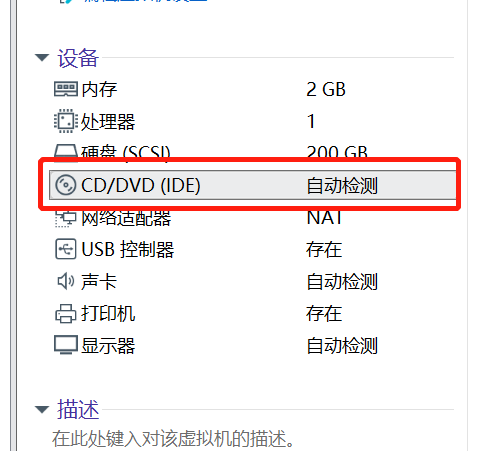 设备
内存 2 GB
处理器 1
硬盘 (SCSI) 200 GB
CD/DVD (IDE) 自动检测
网络适配器 NAT
USB 控制器 存在
声卡 自动检测
打印机 存在
显示器 自动检测
描述
在此处键入对该虚拟机的描述。